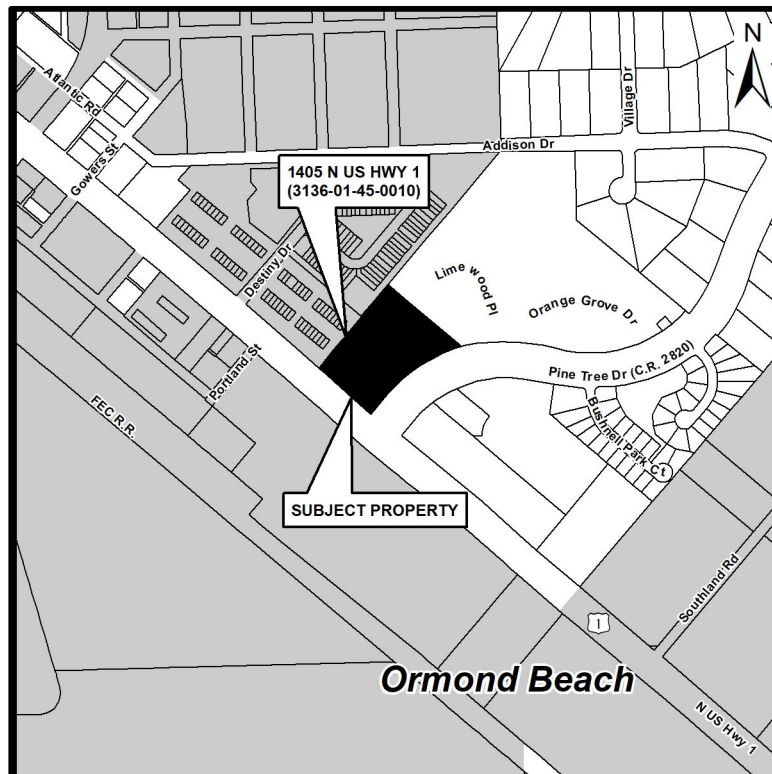 N
Atlantic Rd
Village Dr
Addison Dr
Gowers St
1405 N US HWY 1
(3136-01-45-0010)
Destiny Dr
Limewood Pl
Orange Grove Dr
Portland St
Pine Tree Dr (C.R. 2820)
FEC R.R.
Bushnell Park Ct
SUBJECT PROPERTY
Southland Rd
1
Ormond Beach
N US Hwy 1